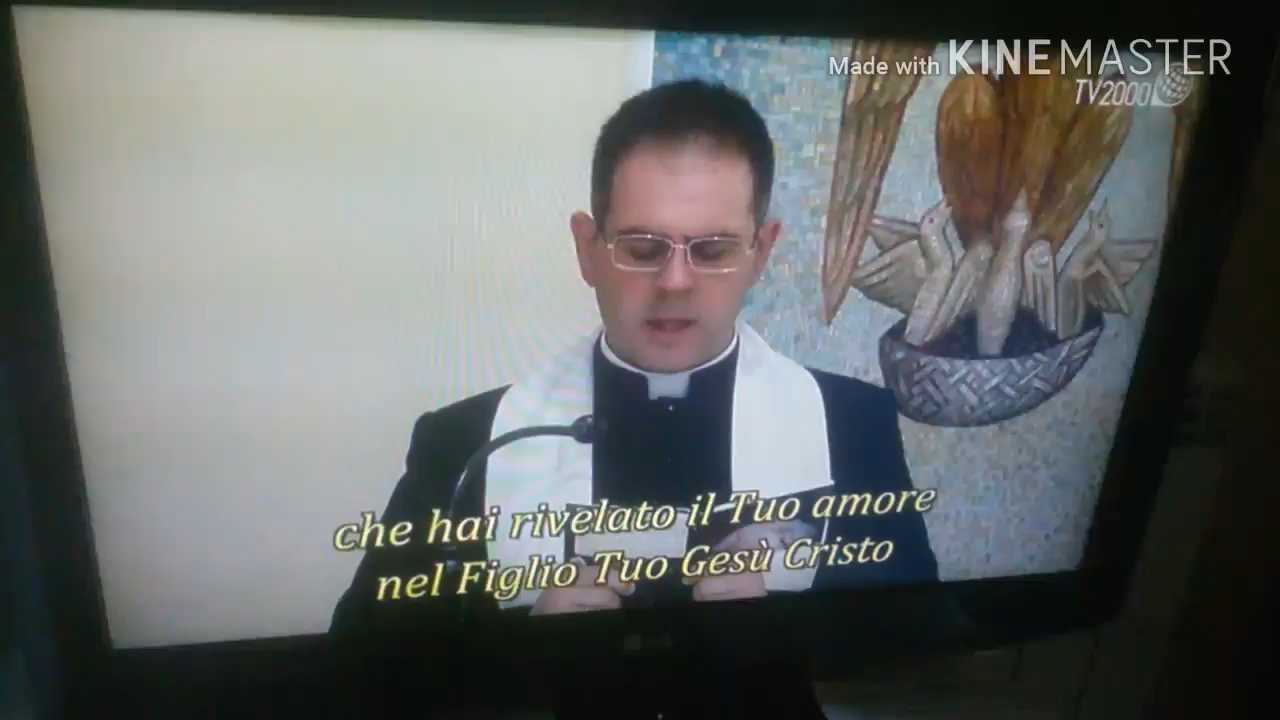 Made with KINEMASTER
TV2000
che hai rivelato il Tuo amore
nel Figlio Tuo Gesù Cristo